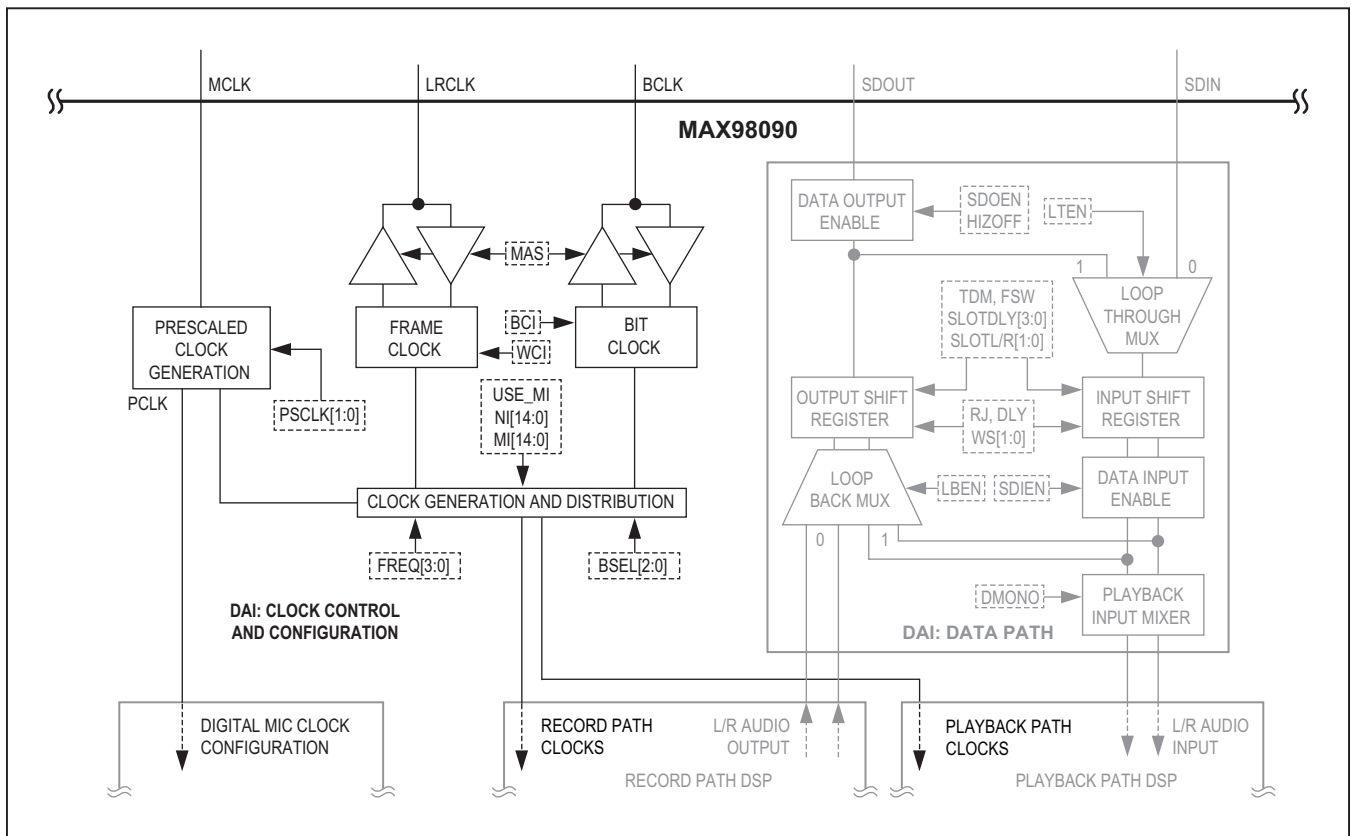 MCLK
LRCLK
BCLK
SDOUT
SDIN
MAX98090
DATA OUTPUT
ENABLE
SDOEN
HIZOFF
LTEN
MAS
1
0
LOOP
THROUGH
MUX
TDM, FSW
SLOTDLY[3:0]
SLOTL/R[1:0]
PRESCALED
CLOCK
GENERATION
FRAME
CLOCK
BCI
WCI
BIT
CLOCK
PCLK
PSCLK[1:0]
USE_MI
NI[14:0]
MI[14:0]
OUTPUT SHIFT
REGISTER
RJ, DLY
WS[1:0]
INPUT SHIFT
REGISTER
LOOP
BACK MUX
LBEN
SDIEN
DATA INPUT
ENABLE
CLOCK GENERATION AND DISTRIBUTION
0
1
FREQ[3:0]
BSEL[2:0]
DMONO
PLAYBACK
INPUT MIXER
DAI: CLOCK CONTROL
AND CONFIGURATION
DAI: DATA PATH
DIGITAL MIC CLOCK
CONFIGURATION
RECORD PATH
CLOCKS
L/R AUDIO
OUTPUT
RECORD PATH DSP
PLAYBACK PATH
CLOCKS
L/R AUDIO
INPUT
PLAYBACK PATH DSP